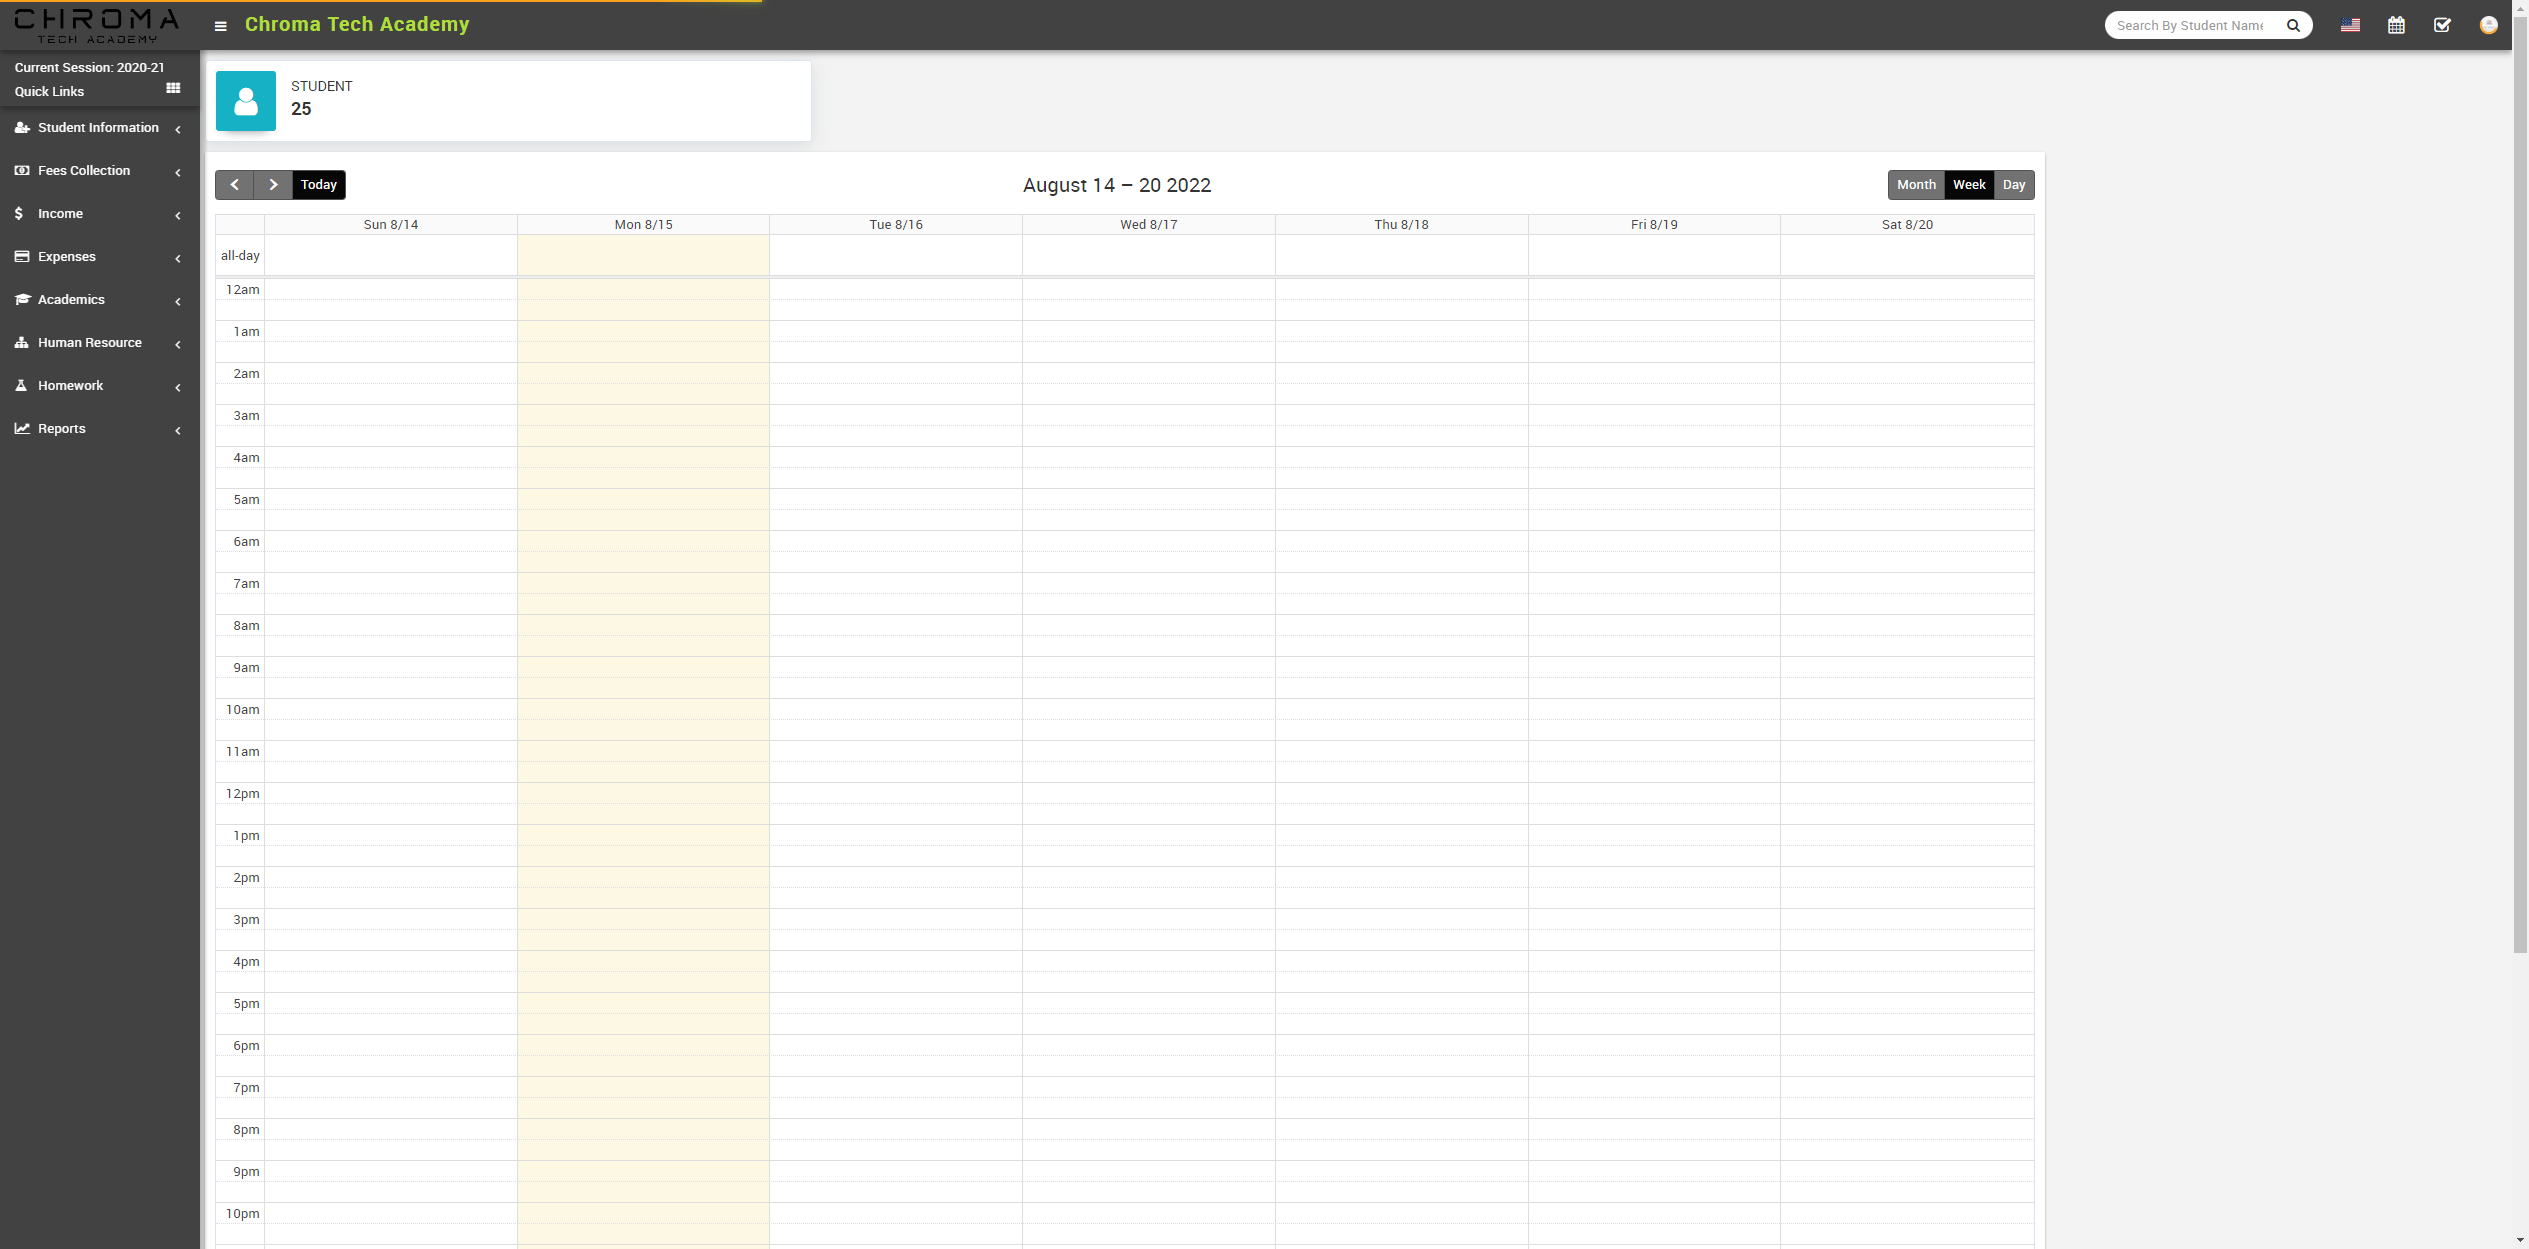 CHROMA
TECH ACADEMY
Chroma Tech Academy
Search By Student Name
Current Session: 2020-21
Quick Links
Student Information
Fees Collection
Income
Expenses
Academics
Human Resource
Homework
Reports
STUDENT
25
Today
August 14 – 20 2022
Month Week Day
Sun 8/14 Mon 8/15 Tue 8/16 Wed 8/17 Thu 8/18 Fri 8/19 Sat 8/20
all-day
12am
1am
2am
3am
4am
5am
6am
7am
8am
9am
10am
11am
12pm
1pm
2pm
3pm
4pm
5pm
6pm
7pm
8pm
9pm
10pm